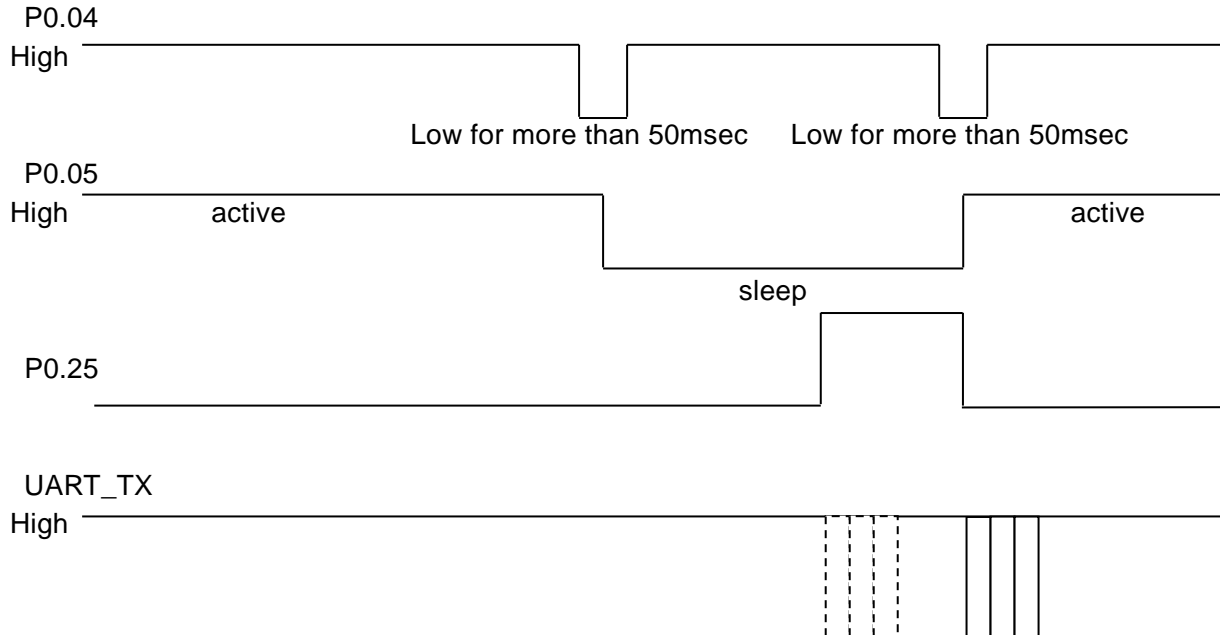 P0.04
High
Low for more than 50msec Low for more than 50msec
P0.05
High active active
sleep
P0.25
UART_TX
High